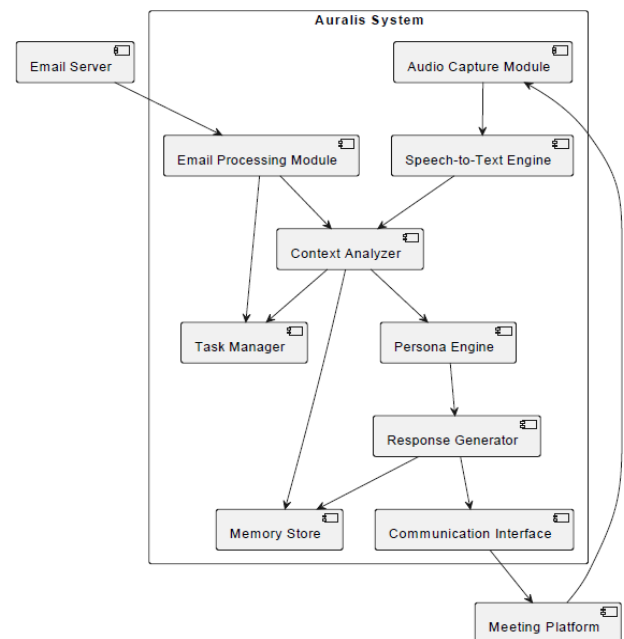 Auralis System
Email Server
Audio Capture Module
Email Processing Module
Speech-to-Text Engine
Context Analyzer
Task Manager
Persona Engine
Response Generator
Memory Store
Communication Interface
Meeting Platform